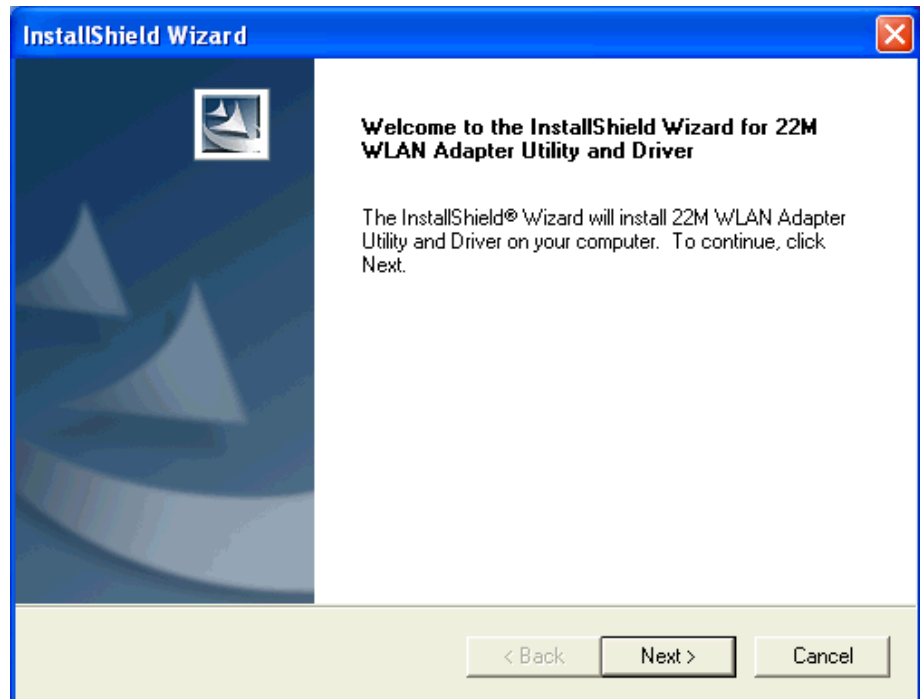 InstallShield Wizard
Welcome to the InstallShield Wizard for 22M
WLAN Adapter Utility and Driver
The InstallShield® Wizard will install 22M WLAN Adapter
Utility and Driver on your computer. To continue, click
Next.
< Back
Next >
Cancel